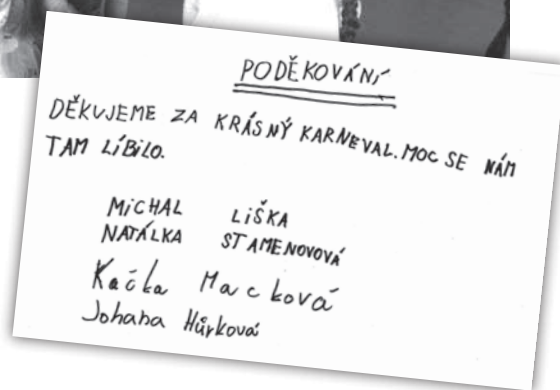 PODĚKOVÁNÍ
DĚKUJEME ZA KRÁSNÝ KARNEVAL. MOC SE NÁM
TAM LÍBILO.
MICHAL LIŠKA
NATÁLKA STAMENOVOVÁ
Kačka Macková
Johana Hůrková